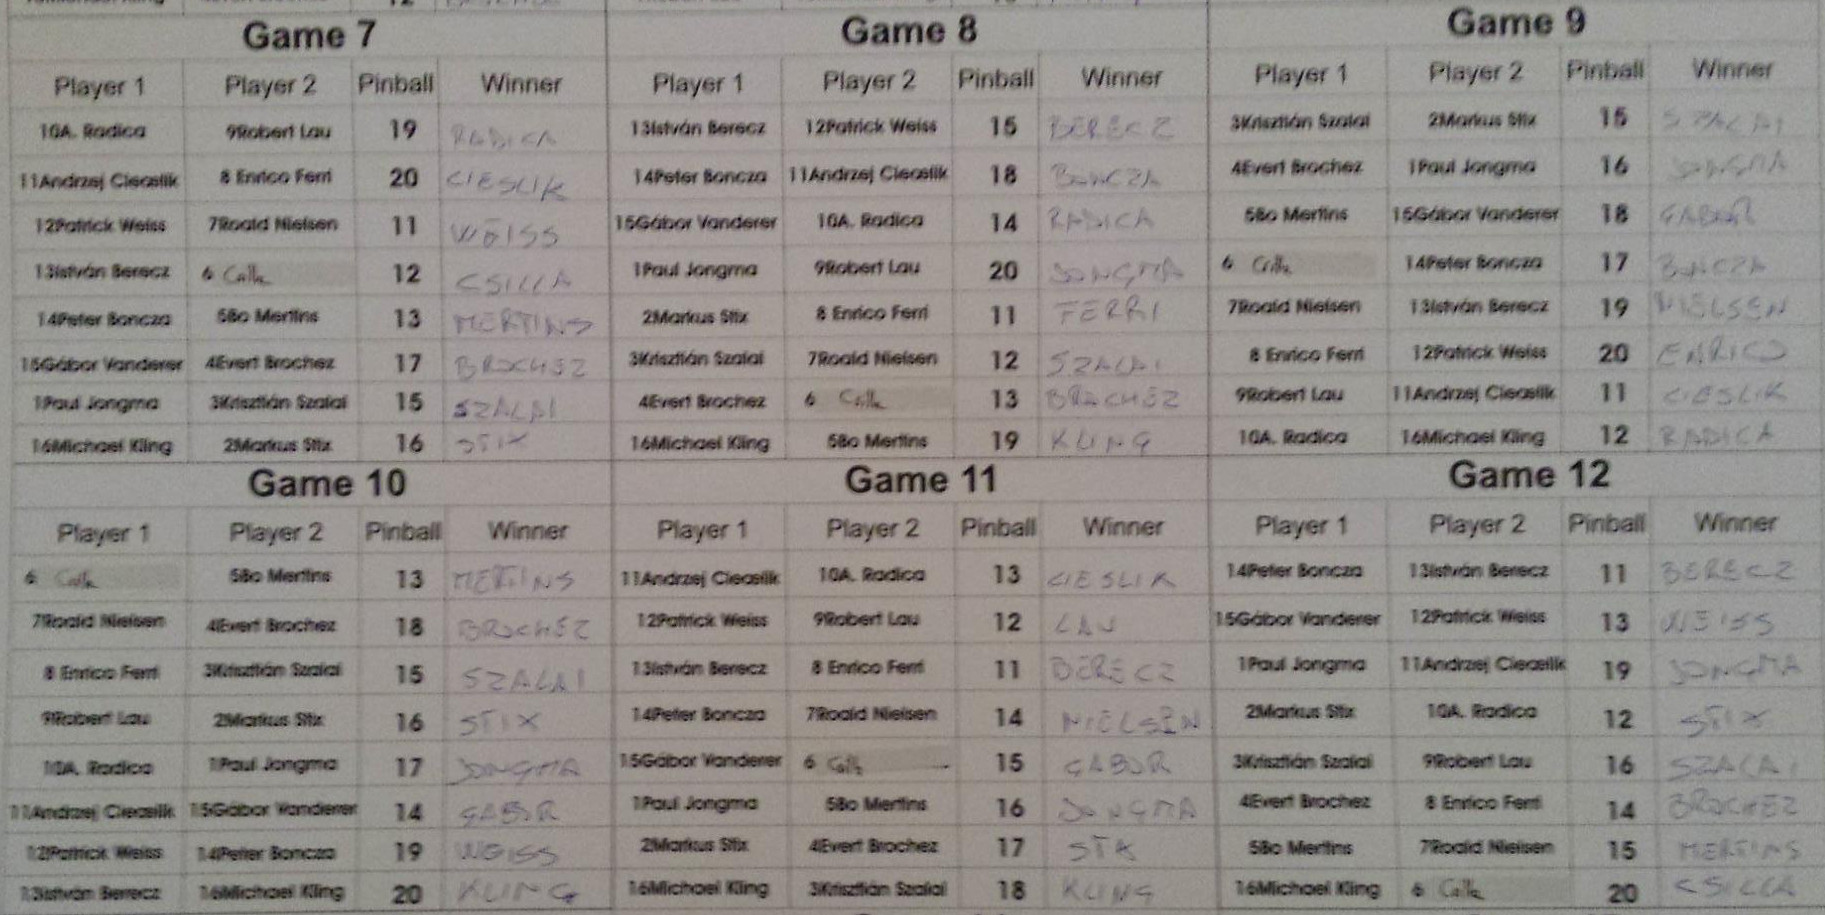 Game 7 Game 8 Game 9
Player 1 Player 2 Pinball Winner Player 1 Player 2 Pinball Winner Player 1 Player 2 Pinball Winner
10A. Radica 9Robert Lau 19 RADICA 13István Berecz 12Patrick Weiss 15 BERECZ 3Krisztián Szalai 2Markus Stix 15 SZALAI
11Andrzej Cieœlik 8 Enrico Ferri 20 CIESLIK 14Peter Boncza 11Andrzej Cieœlik 18 BONCZA 4Evert Brochez 1Paul Jongma 16 JONGMA
12Patrick Weiss 7Roald Nielsen 11 WEISS 15Gábor Vanderer 10A. Radica 14 RADICA 5Bo Mertins 15Gábor Vanderer 18 GABOR
13István Berecz 6 12 CSILLA 1Paul Jongma 9Robert Lau 20 JONGMA 6 14Peter Boncza 17 BONCZA
14Peter Boncza 5Bo Mertins 13 MERTINS 2Markus Stix 8 Enrico Ferri 11 FERRI 7Roald Nielsen 13István Berecz 19 NIELSEN
15Gábor Vanderer 4Evert Brochez 17 BROCHEZ 3Krisztián Szalai 7Roald Nielsen 12 SZALAI 8 Enrico Ferri 12Patrick Weiss 20 ENRICO
1Paul Jongma 3Krisztián Szalai 15 SZALAI 4Evert Brochez 6 13 BROCHEZ 9Robert Lau 11Andrzej Cieœlik 11 CIESLIK
16Michael Kling 2Markus Stix 16 STIX 16Michael Kling 5Bo Mertins 19 KLING 10A. Radica 16Michael Kling 12 RADICA
Game 10 Game 11 Game 12
Player 1 Player 2 Pinball Winner Player 1 Player 2 Pinball Winner Player 1 Player 2 Pinball Winner
6 5Bo Mertins 13 MERTINS 11Andrzej Cieœlik 10A. Radica 13 CIESLIK 14Peter Boncza 13István Berecz 11 BERECZ
7Roald Nielsen 4Evert Brochez 18 BROCHEZ 12Patrick Weiss 9Robert Lau 12 LAU 15Gábor Vanderer 12Patrick Weiss 13 WEISS
8 Enrico Ferri 3Krisztián Szalai 15 SZALAI 13István Berecz 8 Enrico Ferri 11 BERECZ 1Paul Jongma 11Andrzej Cieœlik 19 JONGMA
9Robert Lau 2Markus Stix 16 STIX 14Peter Boncza 7Roald Nielsen 14 NIELSEN 2Markus Stix 10A. Radica 12 STIX
10A. Radica 1Paul Jongma 17 JONGMA 15Gábor Vanderer 6 15 GABOR 3Krisztián Szalai 9Robert Lau 16 SZALAI
11Andrzej Cieœlik 15Gábor Vanderer 14 GABOR 1Paul Jongma 5Bo Mertins 16 JONGMA 4Evert Brochez 8 Enrico Ferri 14 BROCHEZ
12Patrick Weiss 14Peter Boncza 19 WEISS 2Markus Stix 4Evert Brochez 17 STIX 5Bo Mertins 7Roald Nielsen 15 MERTINS
13István Berecz 16Michael Kling 20 KLING 16Michael Kling 3Krisztián Szalai 18 KLING 16Michael Kling 6 20 CSILLA